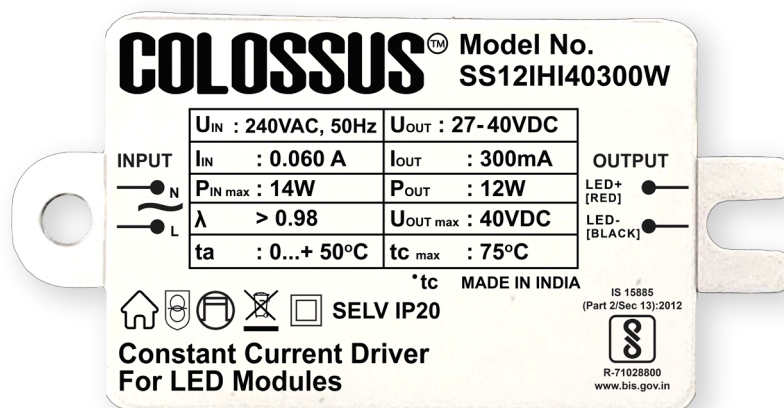 COLOSSUS™ Model No.
SS12IHI40300W
UIN : 240VAC, 50Hz UOUT : 27-40VDC
IIN : 0.060 A IOUT : 300mA
PIN max : 14W POUT : 12W
λ > 0.98 UOUT max : 40VDC
ta : 0...+ 50°C tc max : 75°C
INPUT
N
~
L
OUTPUT
LED+
[RED]
LED-
[BLACK]
•tc MADE IN INDIA
SELV IP20
IS 15885
(Part 2/Sec 13):2012
R-71028800
www.bis.gov.in
Constant Current Driver
For LED Modules